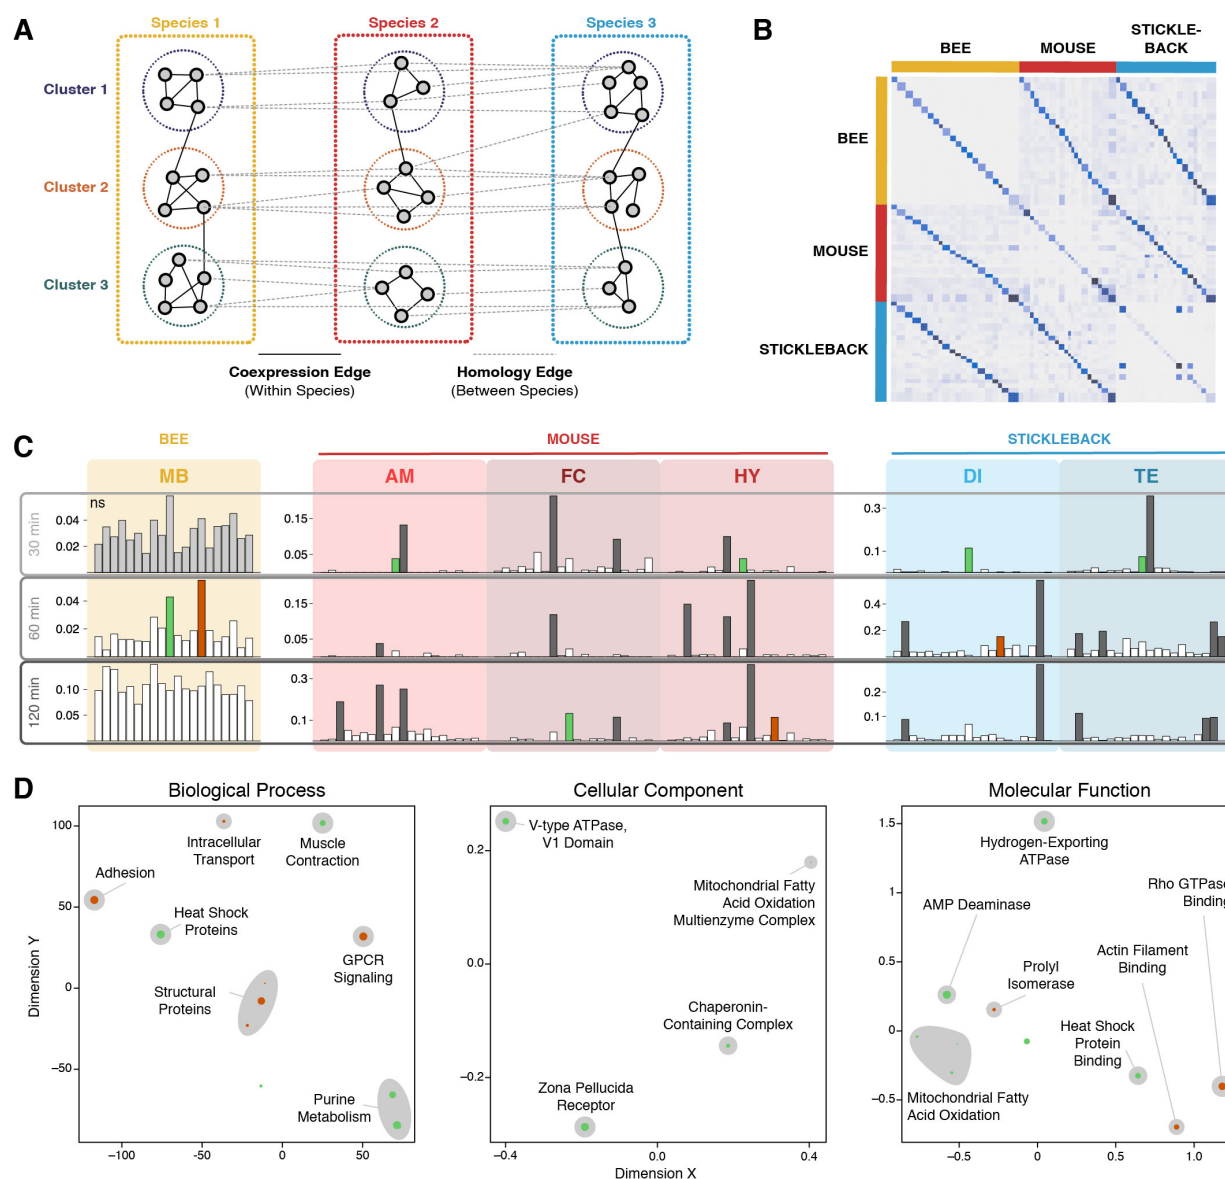 A
Species 1
Species 2
Species 3
Cluster 1
Cluster 2
Cluster 3
Coexpression Edge
(Within Species)
Homology Edge
(Between Species)
B
BEE
MOUSE
STICKLE-
BACK
BEE
MOUSE
STICKLEBACK
C
BEE
MOUSE
STICKLEBACK
MB
AM
FC
HY
DI
TE
30 min
ns
0.04
0.02
0.15
0.05
0.3
0.1
60 min
0.04
0.02
0.15
0.05
0.4
0.2
120 min
0.10
0.05
0.3
0.1
0.2
0.1
D
Biological Process
Dimension Y
100
50
0
−50
−100
-50
0
50
Intracellular
Transport
Muscle
Contraction
Adhesion
Heat Shock
Proteins
GPCR
Signaling
Structural
Proteins
Purine
Metabolism
Cellular Component
0.2
0.0
−0.2
−0.4
0.0
0.4
Dimension X
V-type ATPase,
V1 Domain
Mitochondrial Fatty
Acid Oxidation
Multienzyme Complex
Chaperonin-
Containing Complex
Zona Pellucida
Receptor
Molecular Function
1.5
1
0.5
0
−0.5
−0.5
0
0.5
1.0
Hydrogen-Exporting
ATPase
Rho GTPase
Binding
AMP Deaminase
Actin Filament
Binding
Prolyl
Isomerase
Heat Shock
Protein
Binding
Mitochondrial Fatty
Acid Oxidation